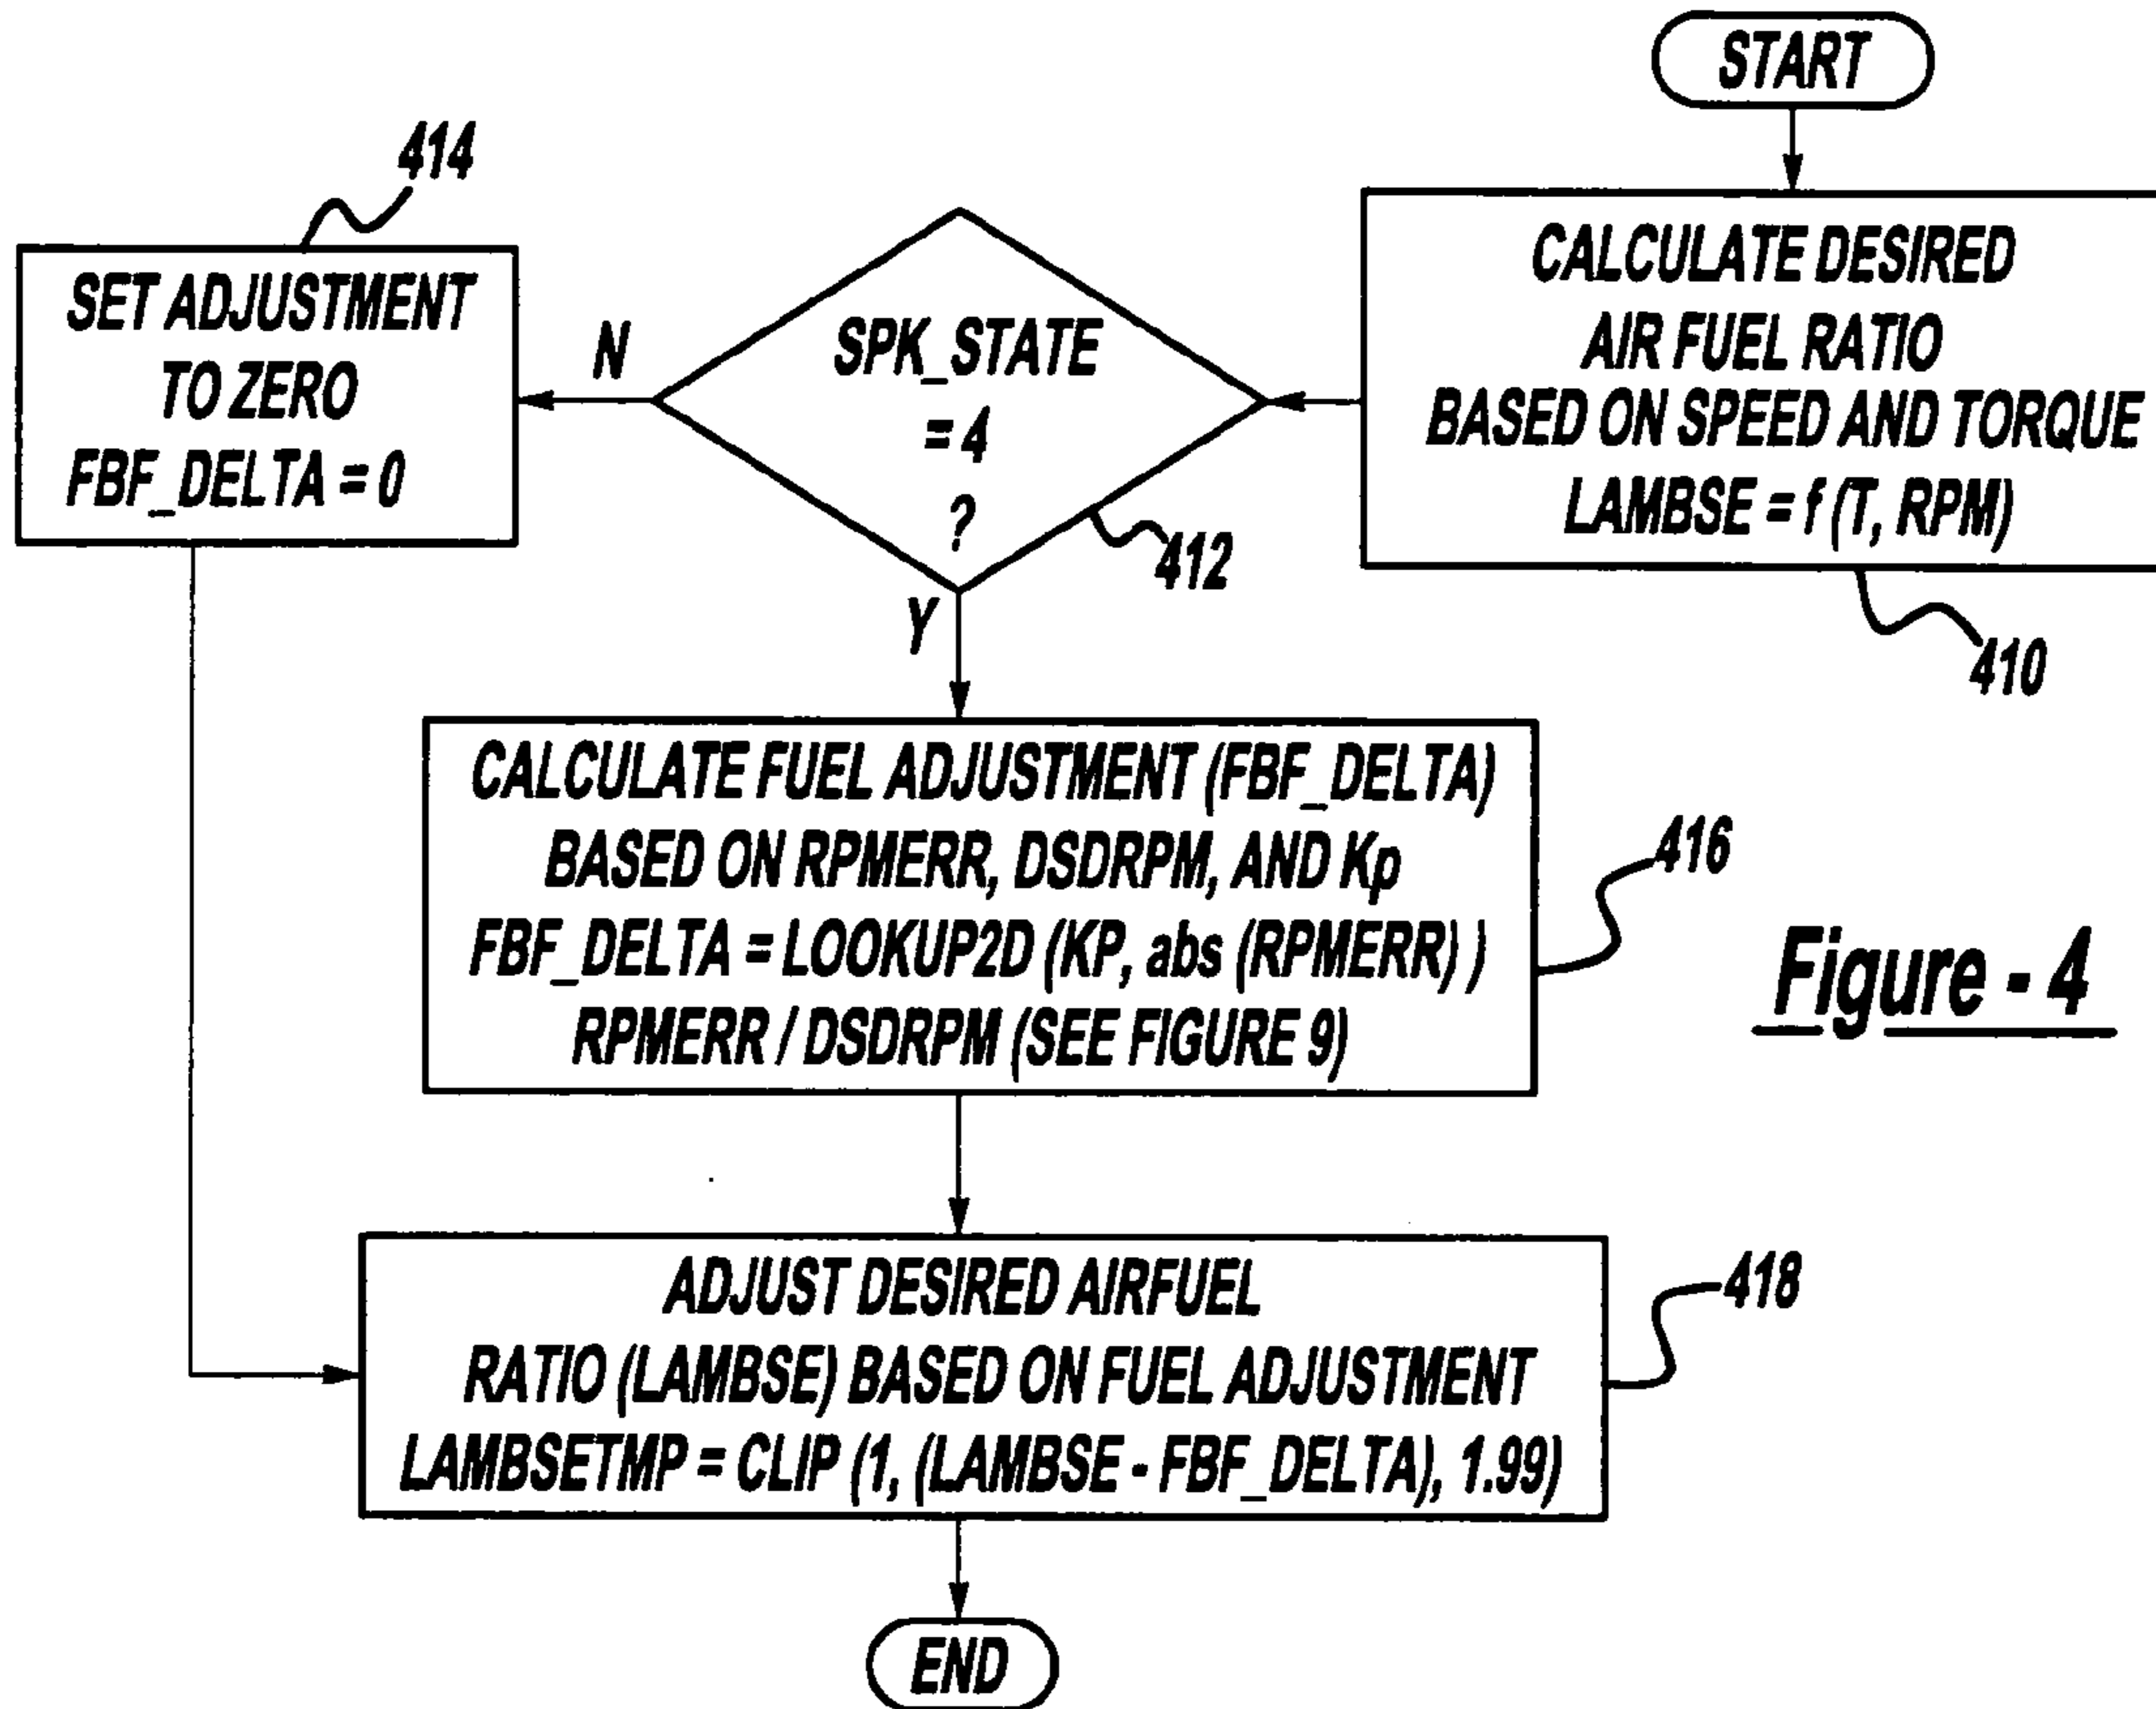 START
CALCULATE DESIRED
AIR FUEL RATIO
BASED ON SPEED AND TORQUE
LAMBSE = f (T, RPM)
410
SPK_STATE
= 4
?
412
N
Y
414
SET ADJUSTMENT
TO ZERO
FBF_DELTA = 0
CALCULATE FUEL ADJUSTMENT (FBF_DELTA)
BASED ON RPMERR, DSDRPM, AND Kp
FBF_DELTA = LOOKUP2D (KP, abs (RPMERR) )
RPMERR / DSDRPM (SEE FIGURE 9)
416
Figure - 4
ADJUST DESIRED AIRFUEL
RATIO (LAMBSE) BASED ON FUEL ADJUSTMENT
LAMBSETMP = CLIP (1, (LAMBSE - FBF_DELTA), 1.99)
418
END